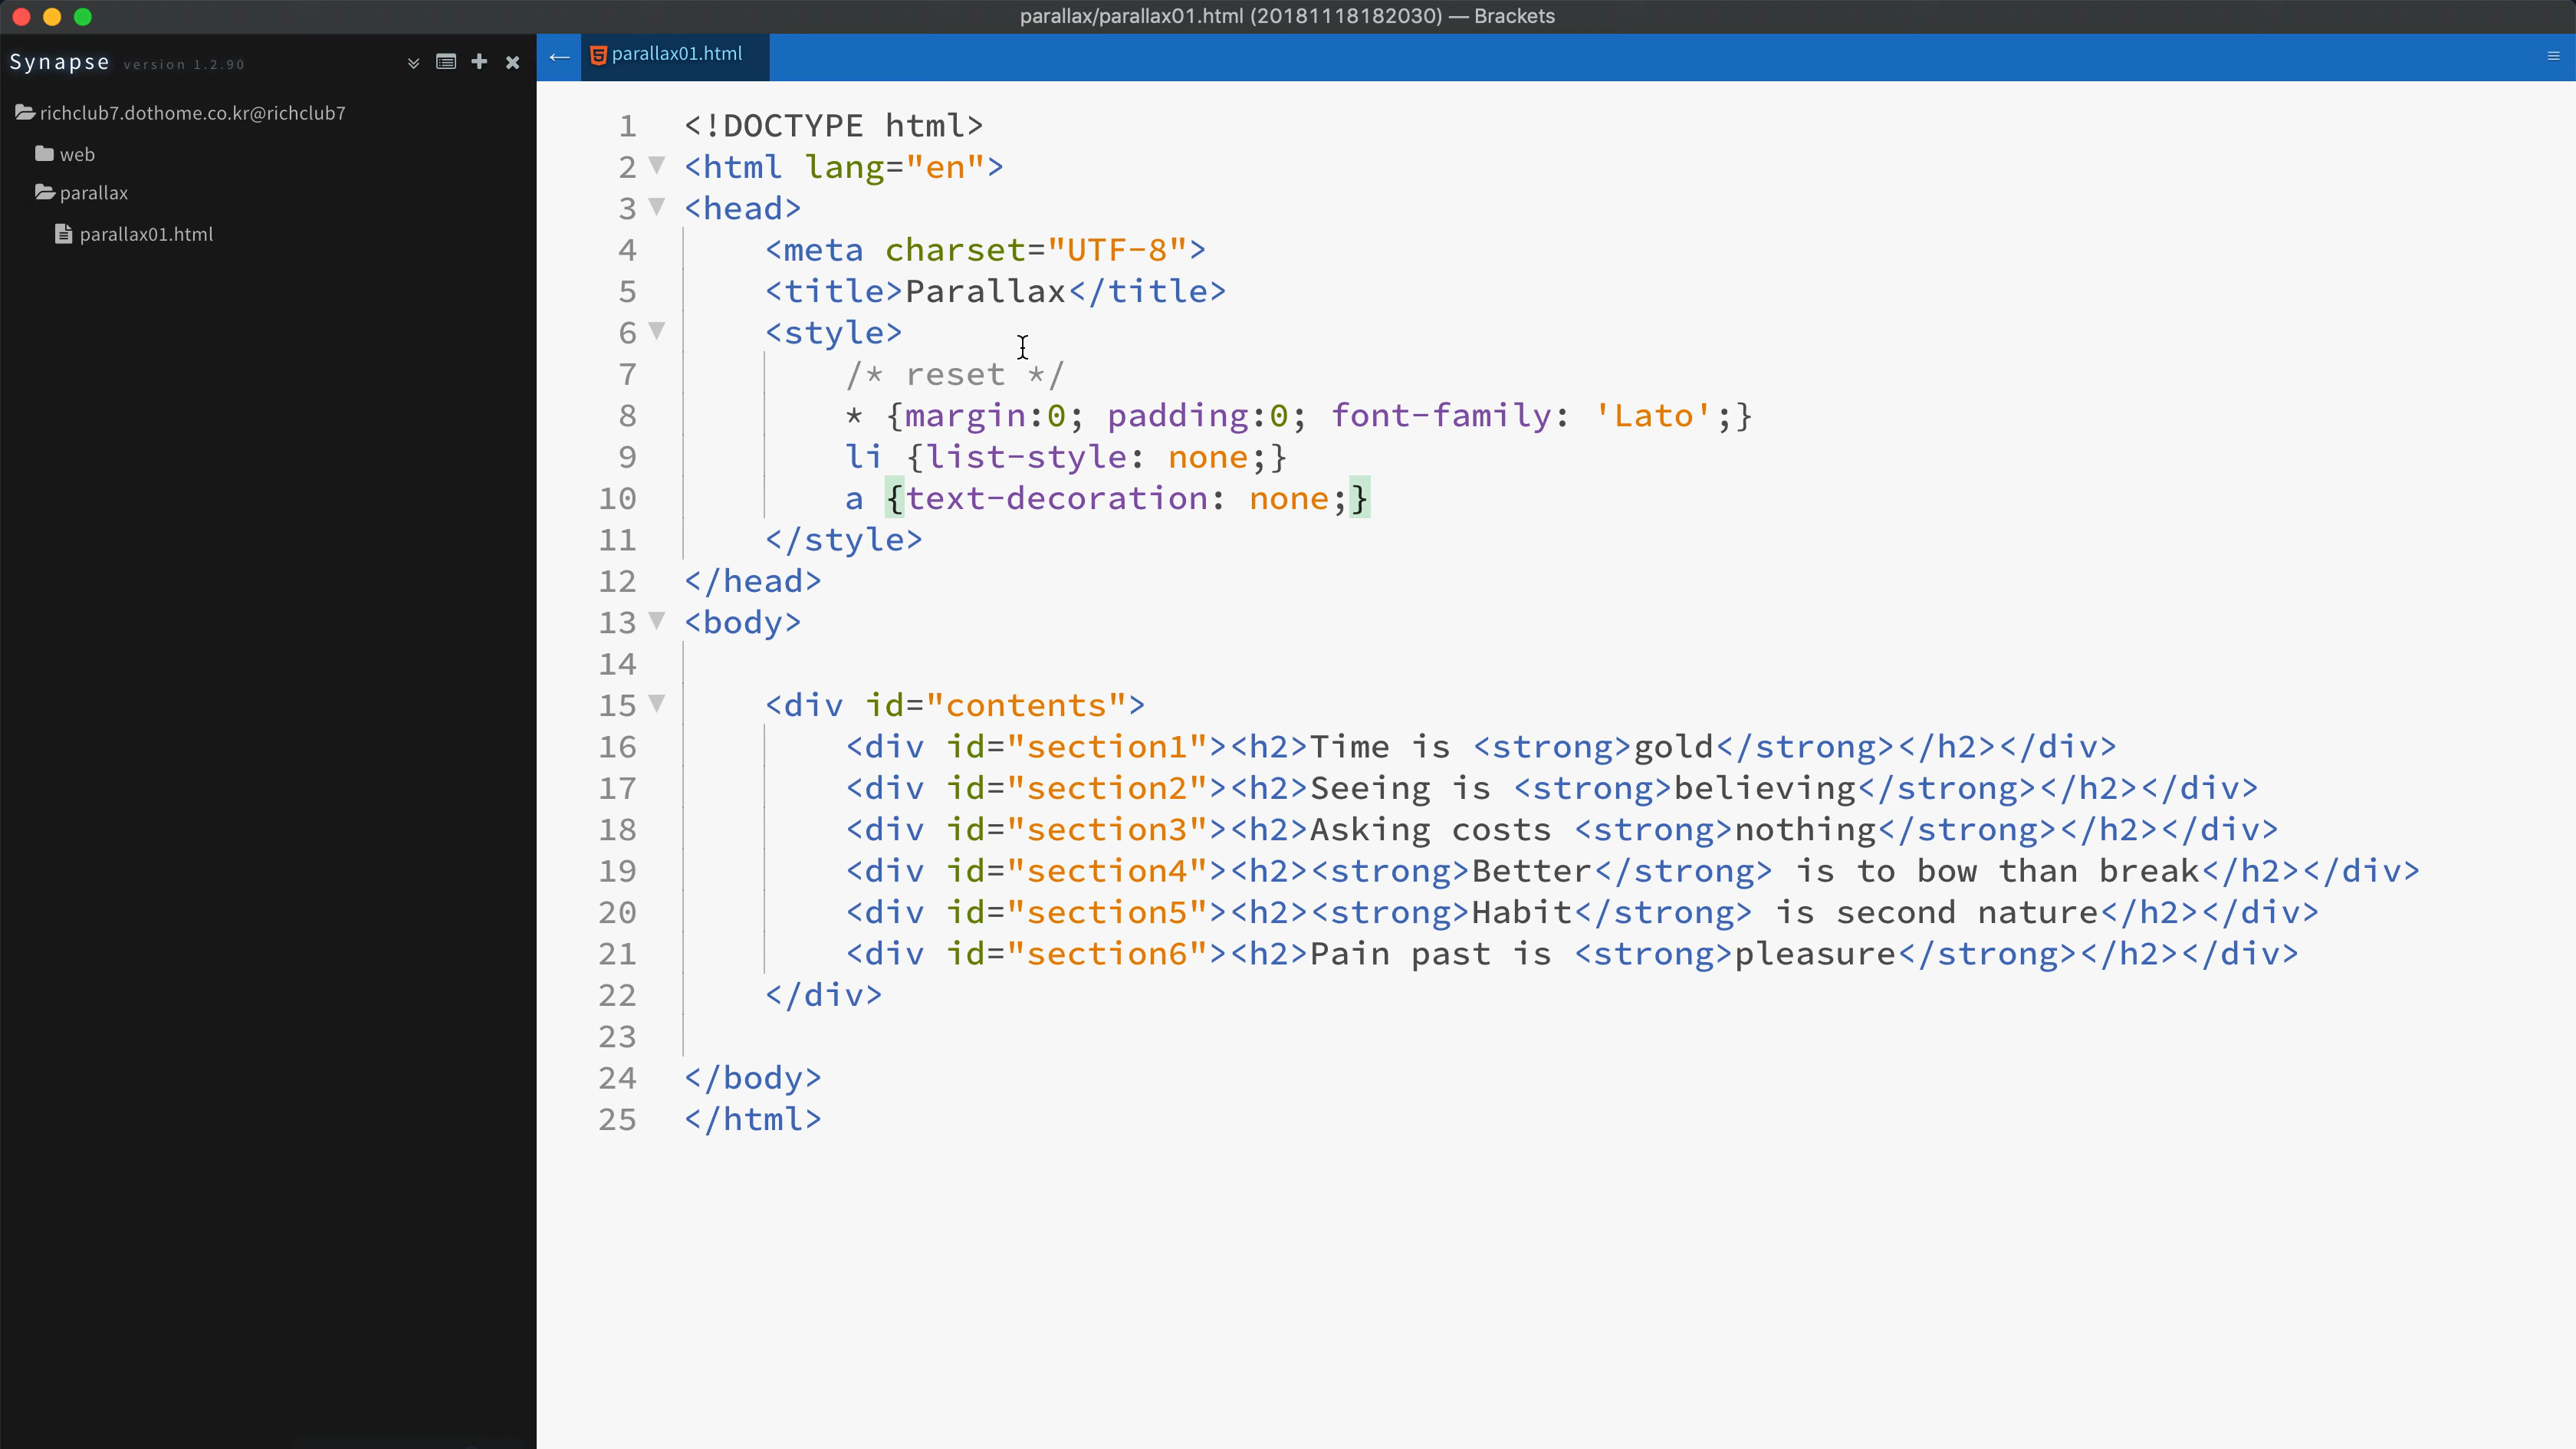 parallax/parallax01.html (20181118182030) — Brackets
Synapse version 1.2.90
parallax01.html
richclub7.dothome.co.kr@richclub7
web
parallax
parallax01.html
1 <!DOCTYPE html>
2 <html lang="en">
3 <head>
4 <meta charset="UTF-8">
5 <title>Parallax</title>
6 <style>
7 /* reset */
8 * {margin:0; padding:0; font-family: 'Lato';}
9 li {list-style: none;}
10 a {text-decoration: none;}
11 </style>
12 </head>
13 <body>
14
15 <div id="contents">
16 <div id="section1"><h2>Time is <strong>gold</strong></h2></div>
17 <div id="section2"><h2>Seeing is <strong>believing</strong></h2></div>
18 <div id="section3"><h2>Asking costs <strong>nothing</strong></h2></div>
19 <div id="section4"><h2><strong>Better</strong> is to bow than break</h2></div>
20 <div id="section5"><h2><strong>Habit</strong> is second nature</h2></div>
21 <div id="section6"><h2>Pain past is <strong>pleasure</strong></h2></div>
22 </div>
23
24 </body>
25 </html>